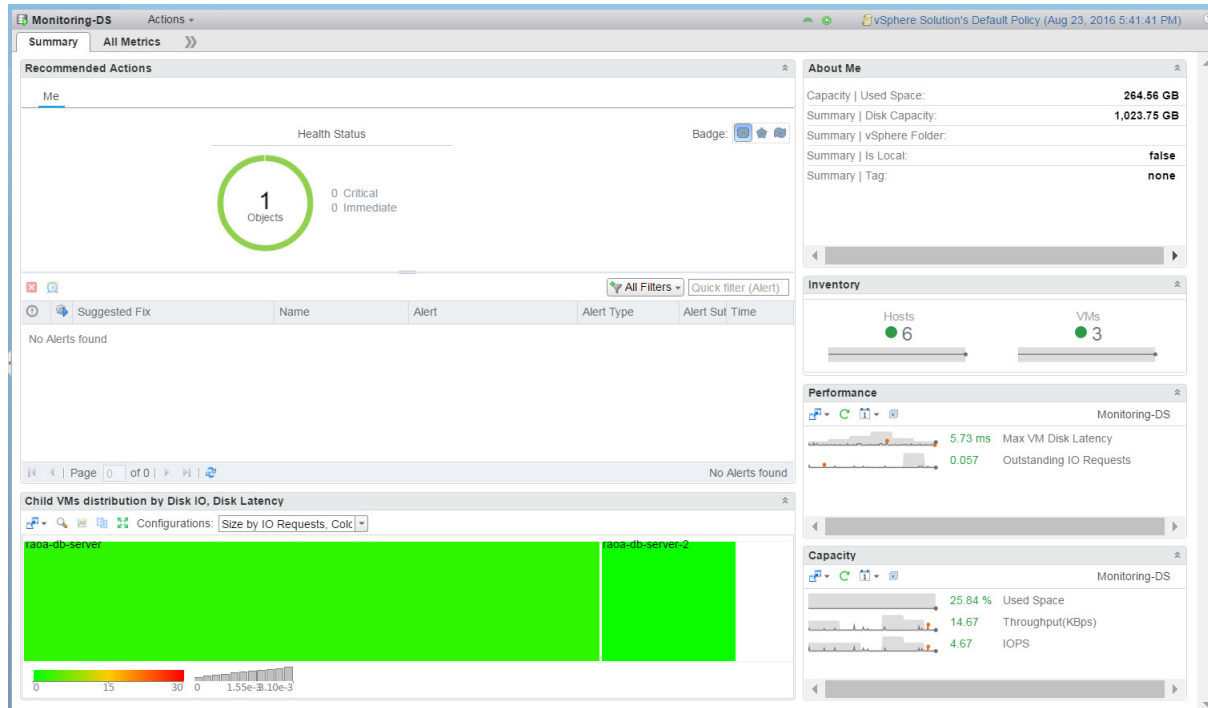 Monitoring-DS Actions vSphere Solution's Default Policy (Aug 23, 2016 5:41:41 PM)
Summary All Metrics
Recommended Actions
Me
Health Status
Badge:
1
Objects
0 Critical
0 Immediate
All Filters Quick filter (Alert)
Suggested Fix Name Alert Alert Type Alert Sut Time
No Alerts found
Page 0 of 0 No Alerts found
Child VMs distribution by Disk IO, Disk Latency
Configurations: Size by IO Requests, Colc
raoa-db-server raoa-db-server-2
0 15 30 0 1.55e-3 3.10e-3
About Me
Capacity | Used Space: 264.56 GB
Summary | Disk Capacity: 1,023.75 GB
Summary | vSphere Folder:
Summary | Is Local: false
Summary | Tag: none
Inventory
Hosts VMs
6 3
Performance
Monitoring-DS
5.73 ms Max VM Disk Latency
0.057 Outstanding IO Requests
Capacity
Monitoring-DS
25.84 % Used Space
14.67 Throughput(KBps)
4.67 IOPS